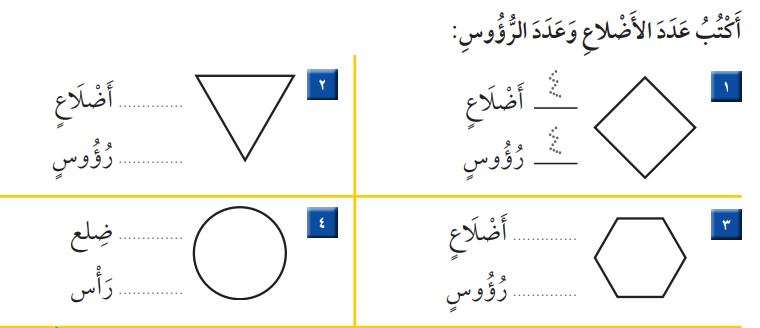 أَكْتُبُ عَدَدَ الأَضْلاعِ وَعَدَدَ الرُّؤُوسِ:
١
٤ أَضْلَاعٍ
٤ رُؤُوسٍ
٢
............. أَضْلَاعٍ
............. رُؤُوسٍ
٣
............. أَضْلَاعٍ
............. رُؤُوسٍ
٤
............. ضِلع
............. رَأْس